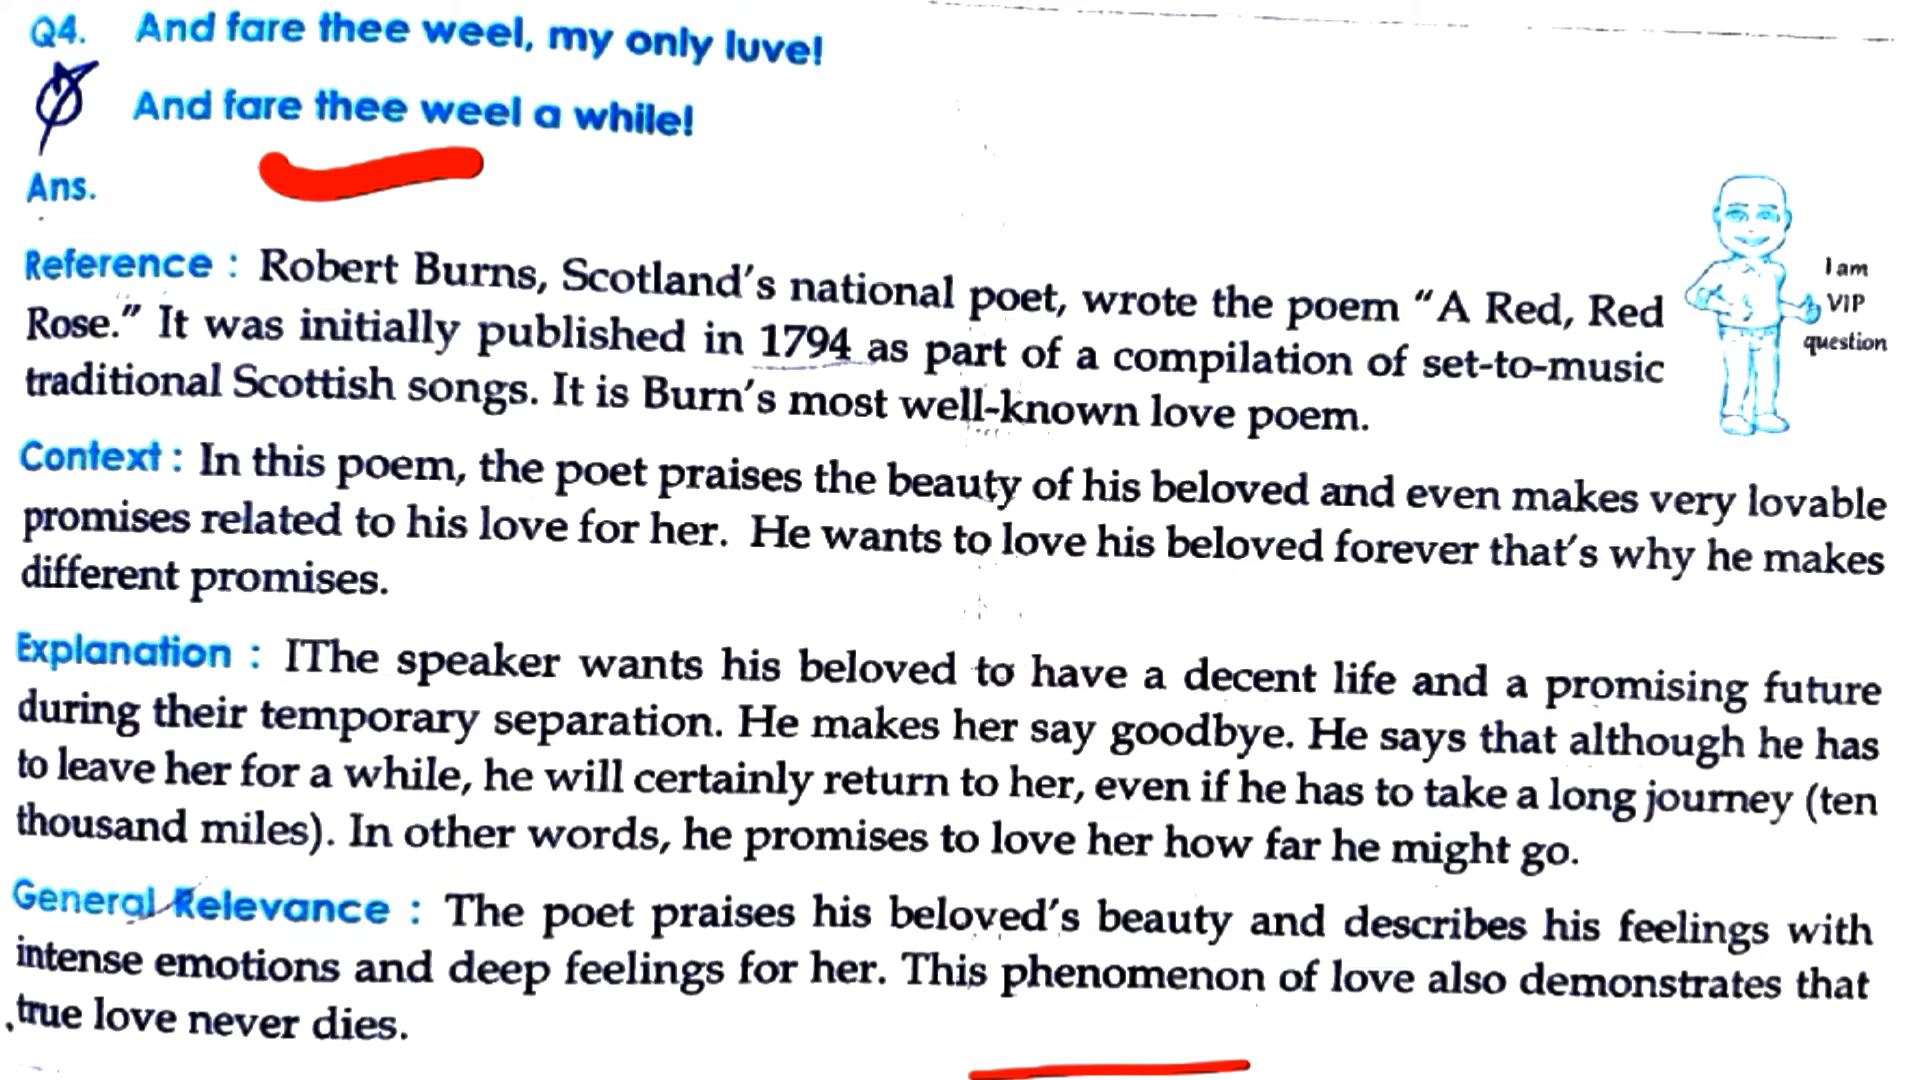 Q4. And fare thee weel, my only luve!
And fare thee weel a while!
Ans.
Reference : Robert Burns, Scotland's national poet, wrote the poem "A Red, Red
Rose." It was initially published in 1794 as part of a compilation of set-to-music
traditional Scottish songs. It is Burn's most well-known love poem.
I am
VIP
question
Context : In this poem, the poet praises the beauty of his beloved and even makes very lovable
promises related to his love for her. He wants to love his beloved forever that's why he makes
different promises.
Explanation : IThe speaker wants his beloved to have a decent life and a promising future
during their temporary separation. He makes her say goodbye. He says that although he has
to leave her for a while, he will certainly return to her, even if he has to take a long journey (ten
thousand miles). In other words, he promises to love her how far he might go.
General Relevance : The poet praises his beloved's beauty and describes his feelings with
intense emotions and deep feelings for her. This phenomenon of love also demonstrates that
true love never dies.